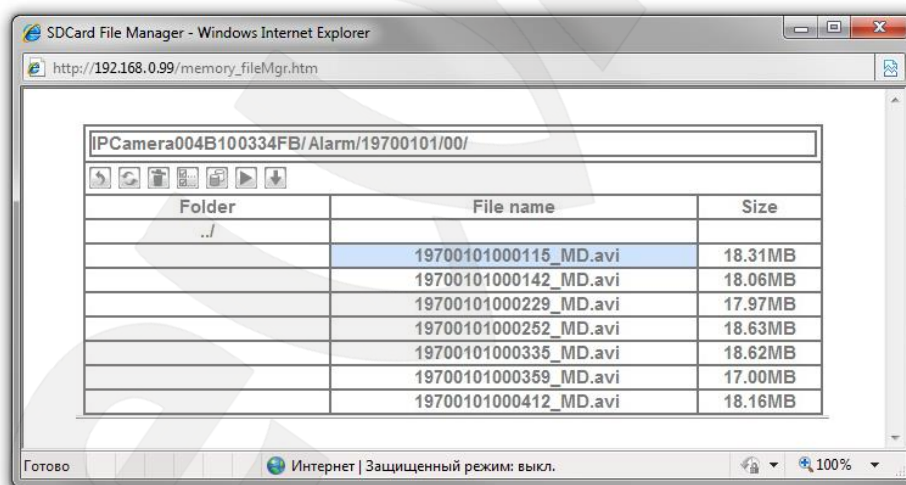 SDCard File Manager - Windows Internet Explorer
http://192.168.0.99/memory_fileMgr.htm
IPCamera004B100334FB/Alarm/19700101/00/
Folder File name Size
../
19700101000115_MD.avi 18.31MB
19700101000142_MD.avi 18.06MB
19700101000229_MD.avi 17.97MB
19700101000252_MD.avi 18.63MB
19700101000335_MD.avi 18.62MB
19700101000359_MD.avi 17.00MB
19700101000412_MD.avi 18.16MB
Готово Интернет | Защищенный режим: выкл. 100%